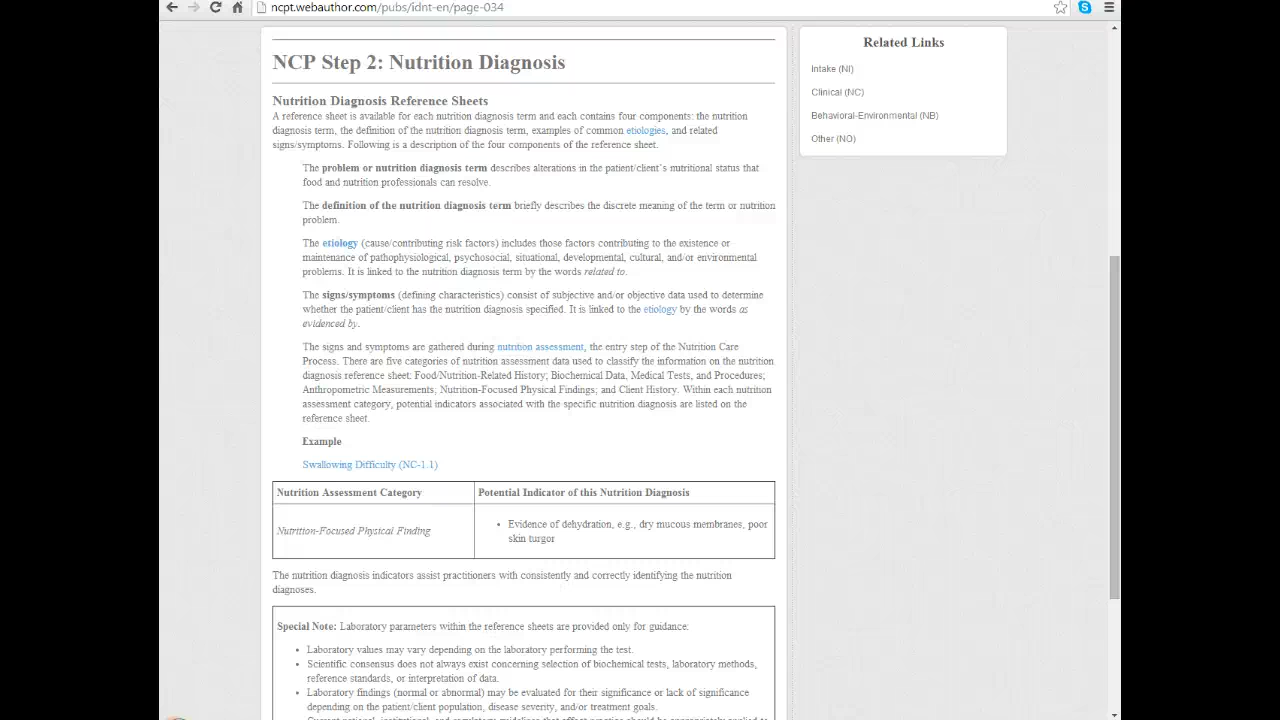 ncpt.webauthor.com/pubs/idnt-en/page-034
NCP Step 2: Nutrition Diagnosis
Nutrition Diagnosis Reference Sheets
A reference sheet is available for each nutrition diagnosis term and each contains four components: the nutrition
diagnosis term, the definition of the nutrition diagnosis term, examples of common etiologies, and related
signs/symptoms. Following is a description of the four components of the reference sheet.
The problem or nutrition diagnosis term describes alterations in the patient/client's nutritional status that
food and nutrition professionals can resolve.
The definition of the nutrition diagnosis term briefly describes the discrete meaning of the term or nutrition
problem.
The etiology (cause/contributing risk factors) includes those factors contributing to the existence or
maintenance of pathophysiological, psychosocial, situational, developmental, cultural, and/or environmental
problems. It is linked to the nutrition diagnosis term by the words related to.
The signs/symptoms (defining characteristics) consist of subjective and/or objective data used to determine
whether the patient/client has the nutrition diagnosis specified. It is linked to the etiology by the words as
evidenced by.
The signs and symptoms are gathered during nutrition assessment, the entry step of the Nutrition Care
Process. There are five categories of nutrition assessment data used to classify the information on the nutrition
diagnosis reference sheet: Food/Nutrition-Related History; Biochemical Data, Medical Tests, and Procedures;
Anthropometric Measurements; Nutrition-Focused Physical Findings; and Client History. Within each nutrition
assessment category, potential indicators associated with the specific nutrition diagnosis are listed on the
reference sheet.
Example
Swallowing Difficulty (NC-1.1)
Nutrition Assessment Category
Potential Indicator of this Nutrition Diagnosis
Nutrition-Focused Physical Finding
• Evidence of dehydration, e.g., dry mucous membranes, poor
skin turgor
The nutrition diagnosis indicators assist practitioners with consistently and correctly identifying the nutrition
diagnoses.
Special Note: Laboratory parameters within the reference sheets are provided only for guidance:
• Laboratory values may vary depending on the laboratory performing the test.
• Scientific consensus does not always exist concerning selection of biochemical tests, laboratory methods,
reference standards, or interpretation of data.
• Laboratory findings (normal or abnormal) may be evaluated for their significance or lack of significance
depending on the patient/client population, disease severity, and/or treatment goals.
• Current national, institutional, and regulatory guidelines that affect practice should be appropriately applied to
Related Links
Intake (NI)
Clinical (NC)
Behavioral-Environmental (NB)
Other (NO)